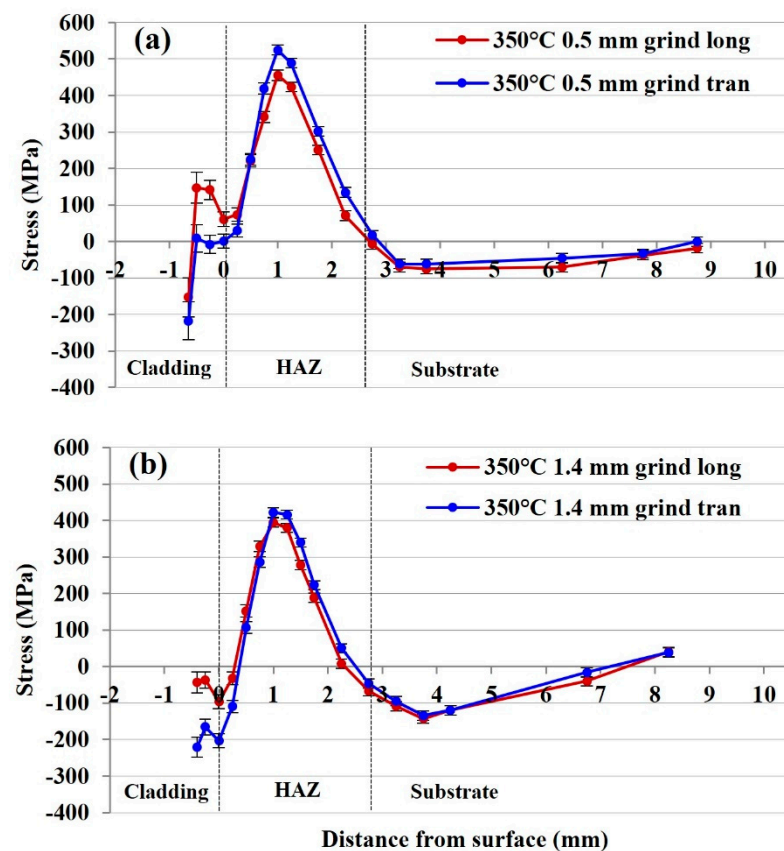 (a)
350°C 0.5 mm grind long
350°C 0.5 mm grind tran
Stress (MPa)
600
500
400
300
200
100
0
-100
-200
-300
-400
-2 -1 0 1 2 3 4 5 6 7 8 9 10
Cladding HAZ Substrate
(b)
350°C 1.4 mm grind long
350°C 1.4 mm grind tran
Stress (MPa)
600
500
400
300
200
100
0
-100
-200
-300
-400
-2 -1 0 1 2 3 4 5 6 7 8 9 10
Cladding HAZ Substrate
Distance from surface (mm)